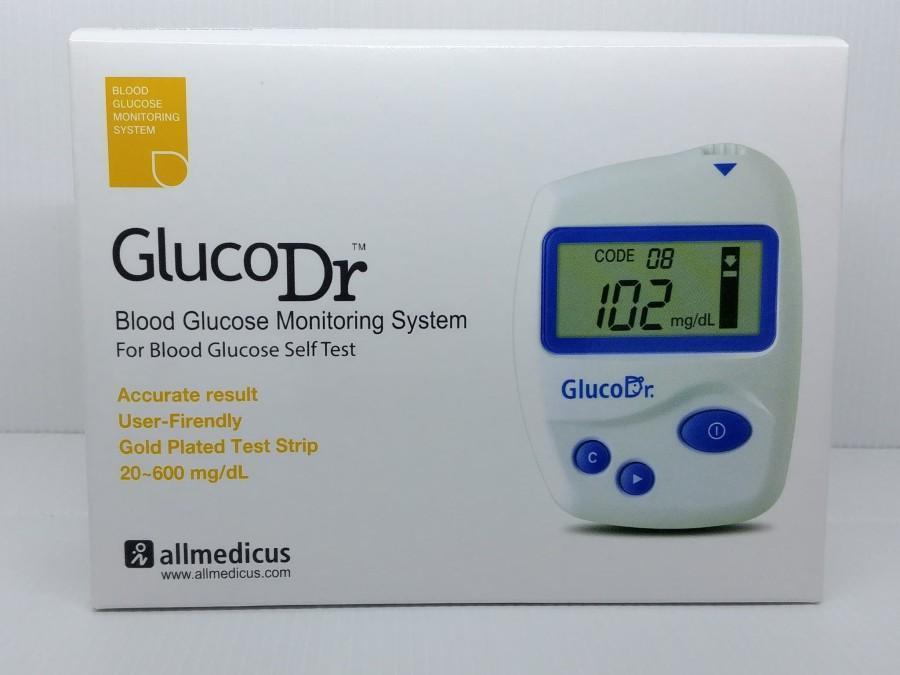 BLOOD
GLUCOSE
MONITORING
SYSTEM
GlucoDr™
Blood Glucose Monitoring System
For Blood Glucose Self Test
Accurate result
User-Firendly
Gold Plated Test Strip
20~600 mg/dL
allmedicus
www.allmedicus.com
CODE 08
102 mg/dL
GlucoDr.
C